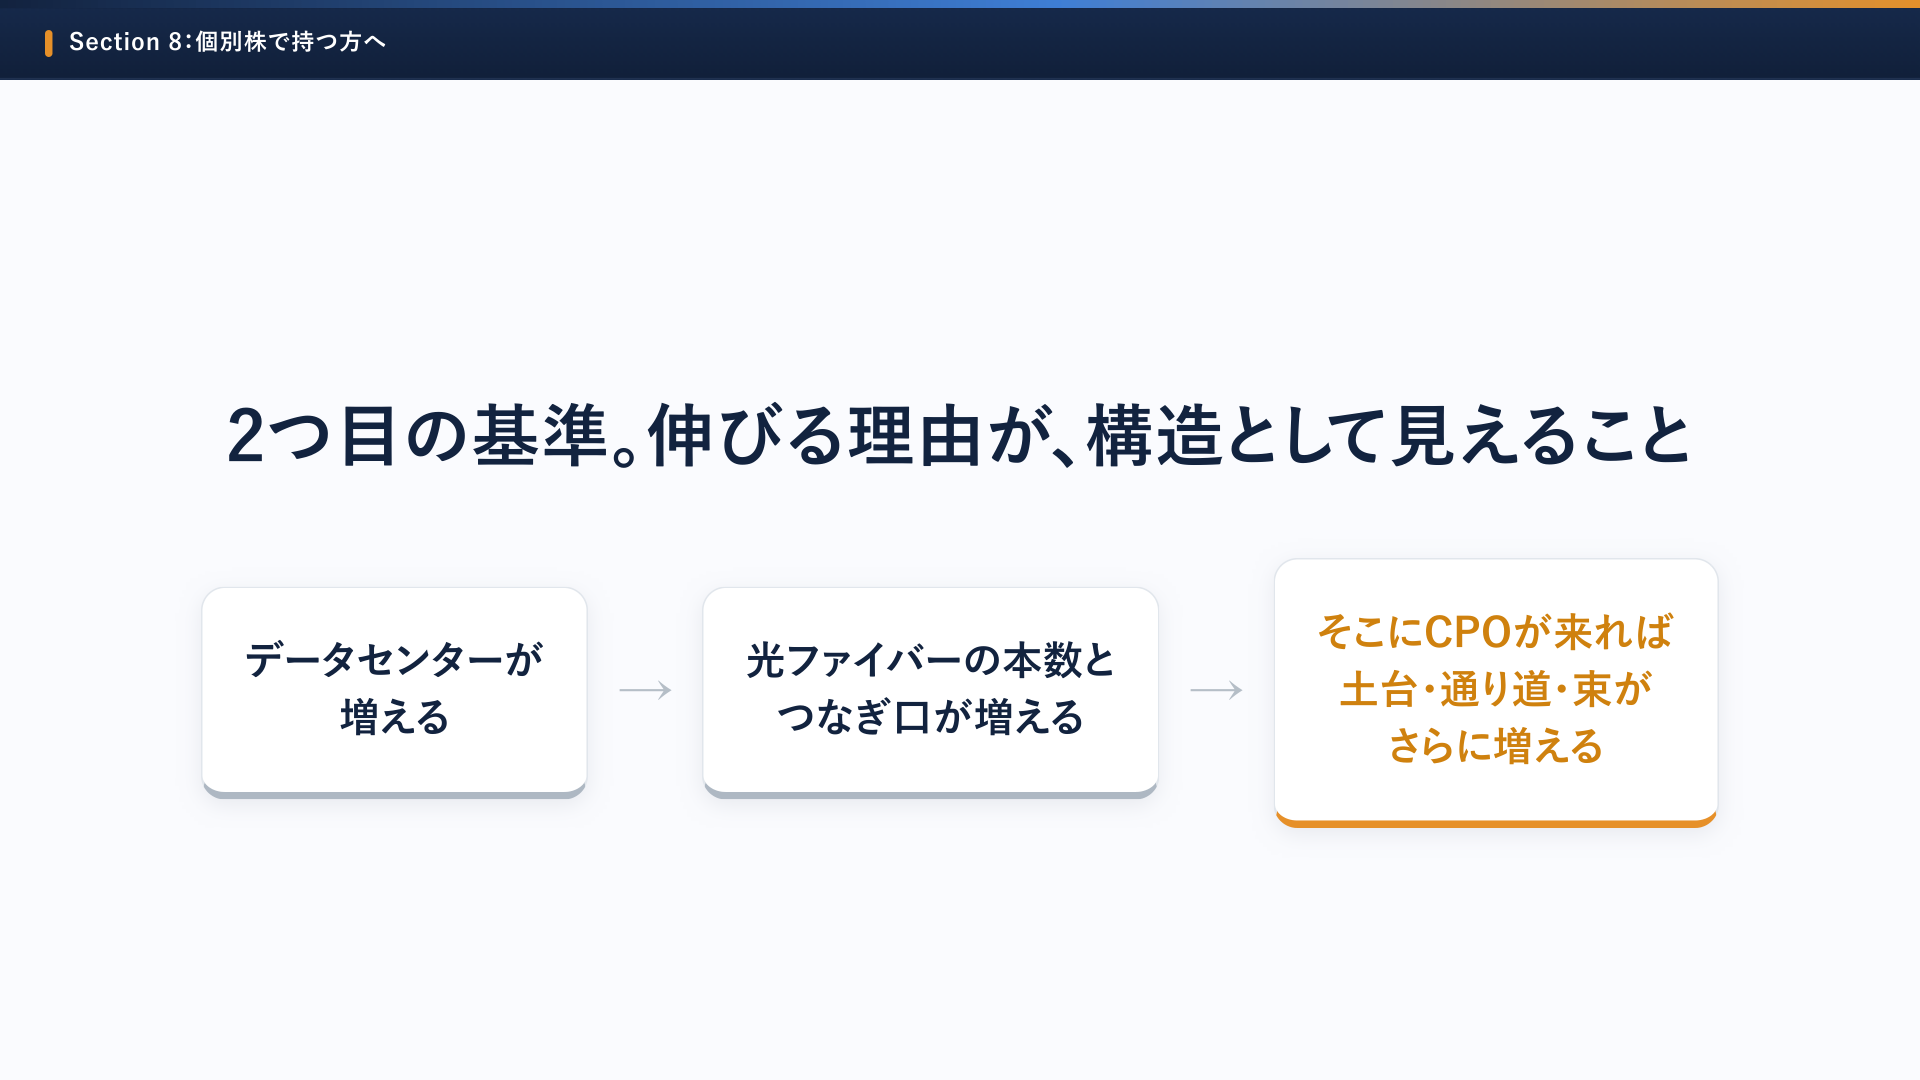 Section 8：個別株で持つ方へ
2つ目の基準。伸びる理由が、構造として見えること
データセンターが
増える
光ファイバーの本数と
つなぎ口が増える
そこにCPOが来れば
土台・通り道・束が
さらに増える